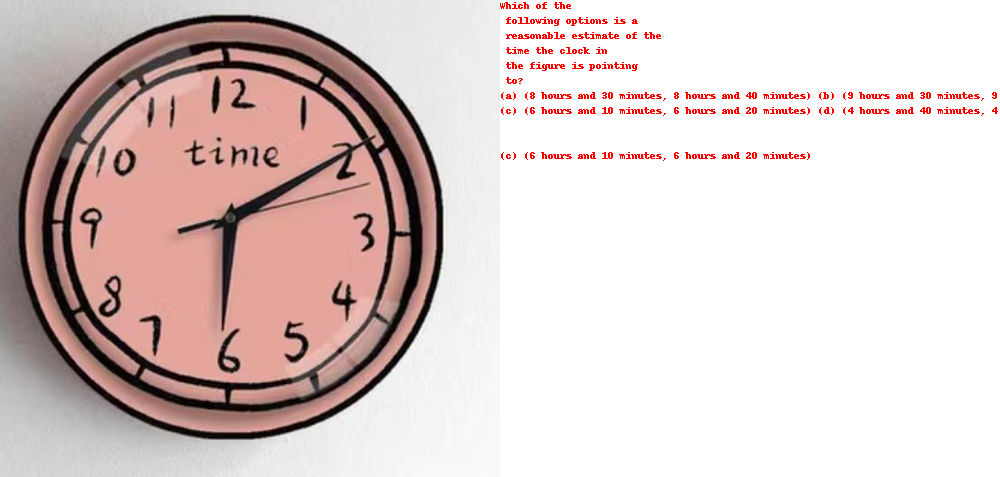 12
11
1
10
time
2
9
3
8
4
7
5
6
Which of the
following options is a
reasonable estimate of the
time the clock in
the figure is pointing
to?
(a) (8 hours and 30 minutes, 8 hours and 40 minutes) (b) (9 hours and 30 minutes, 9
(c) (6 hours and 10 minutes, 6 hours and 20 minutes) (d) (4 hours and 40 minutes, 4
(c) (6 hours and 10 minutes, 6 hours and 20 minutes)